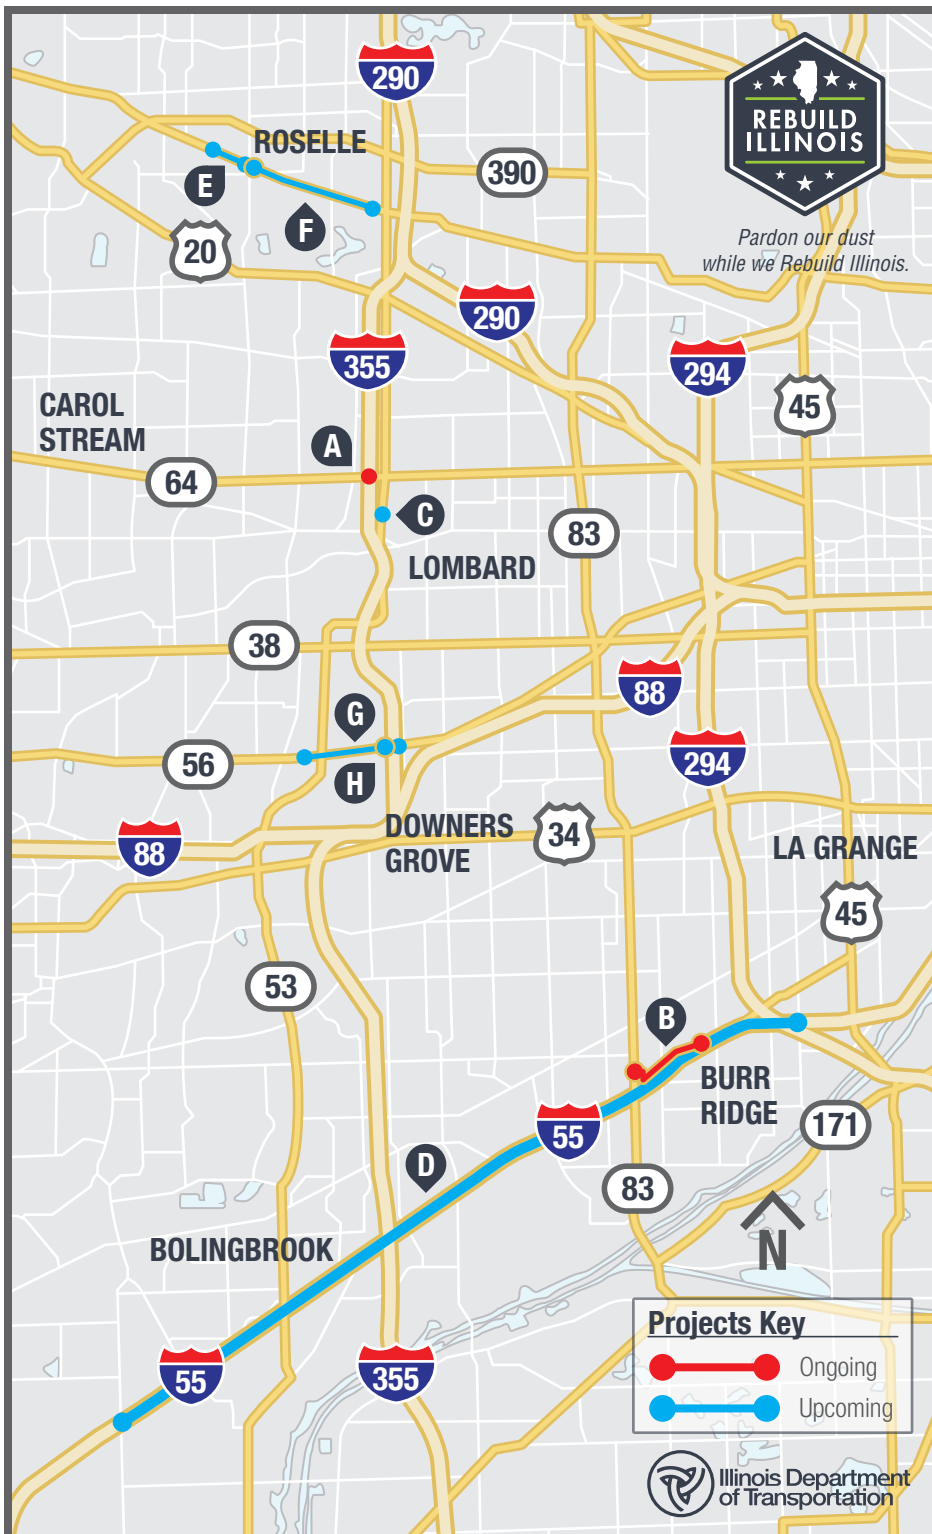 290
REBUILD
ILLINOIS
ROSELLE
390
E
F
20
Pardon our dust
while we Rebuild Illinois.
290
355
294
CAROL
STREAM
45
A
64
C
83
LOMBARD
38
88
G
56
H
294
DOWNERS
GROVE
34
88
LA GRANGE
45
53
B
BURR
RIDGE
55
171
D
83
BOLINGBROOK
N
Projects Key
Ongoing
Upcoming
55
355
Illinois Department
of Transportation